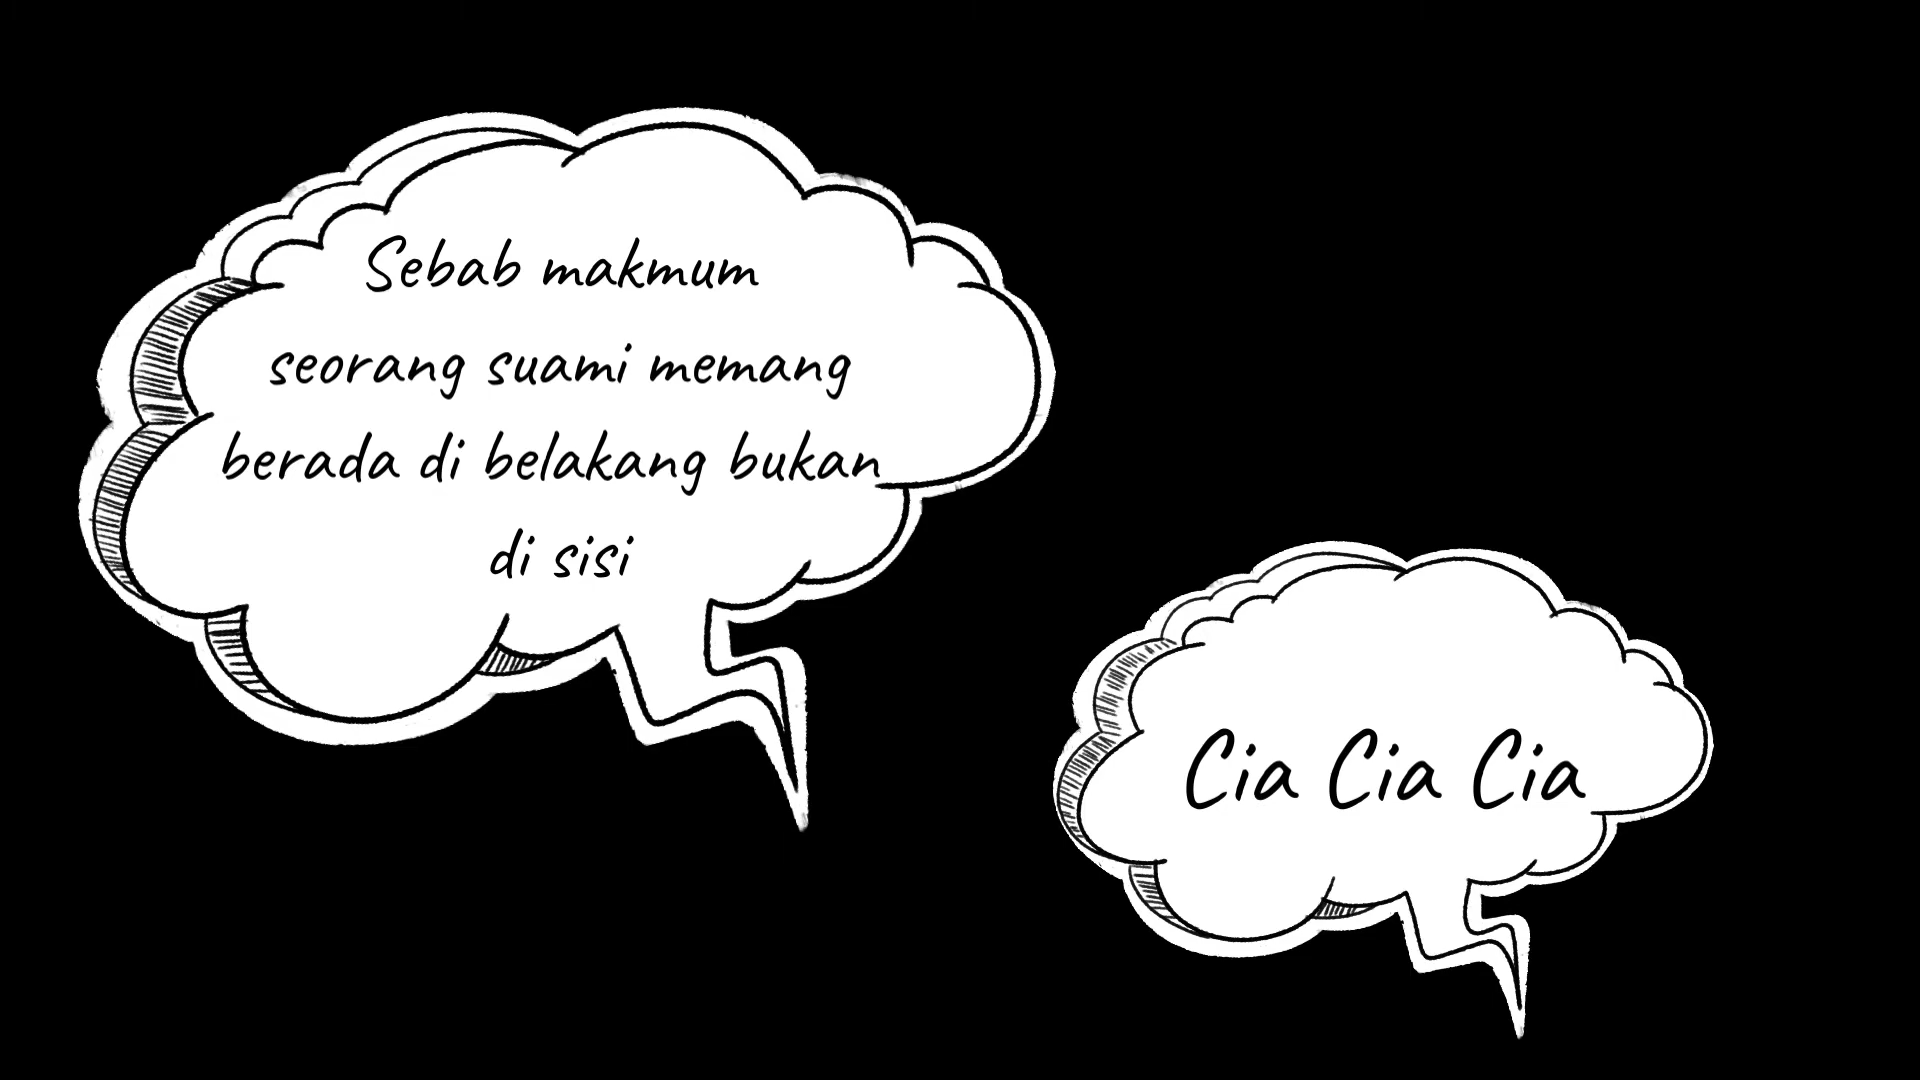 Sebab makmum
seorang suami memang
berada di belakang bukan
di sisi
Cia Cia Cia